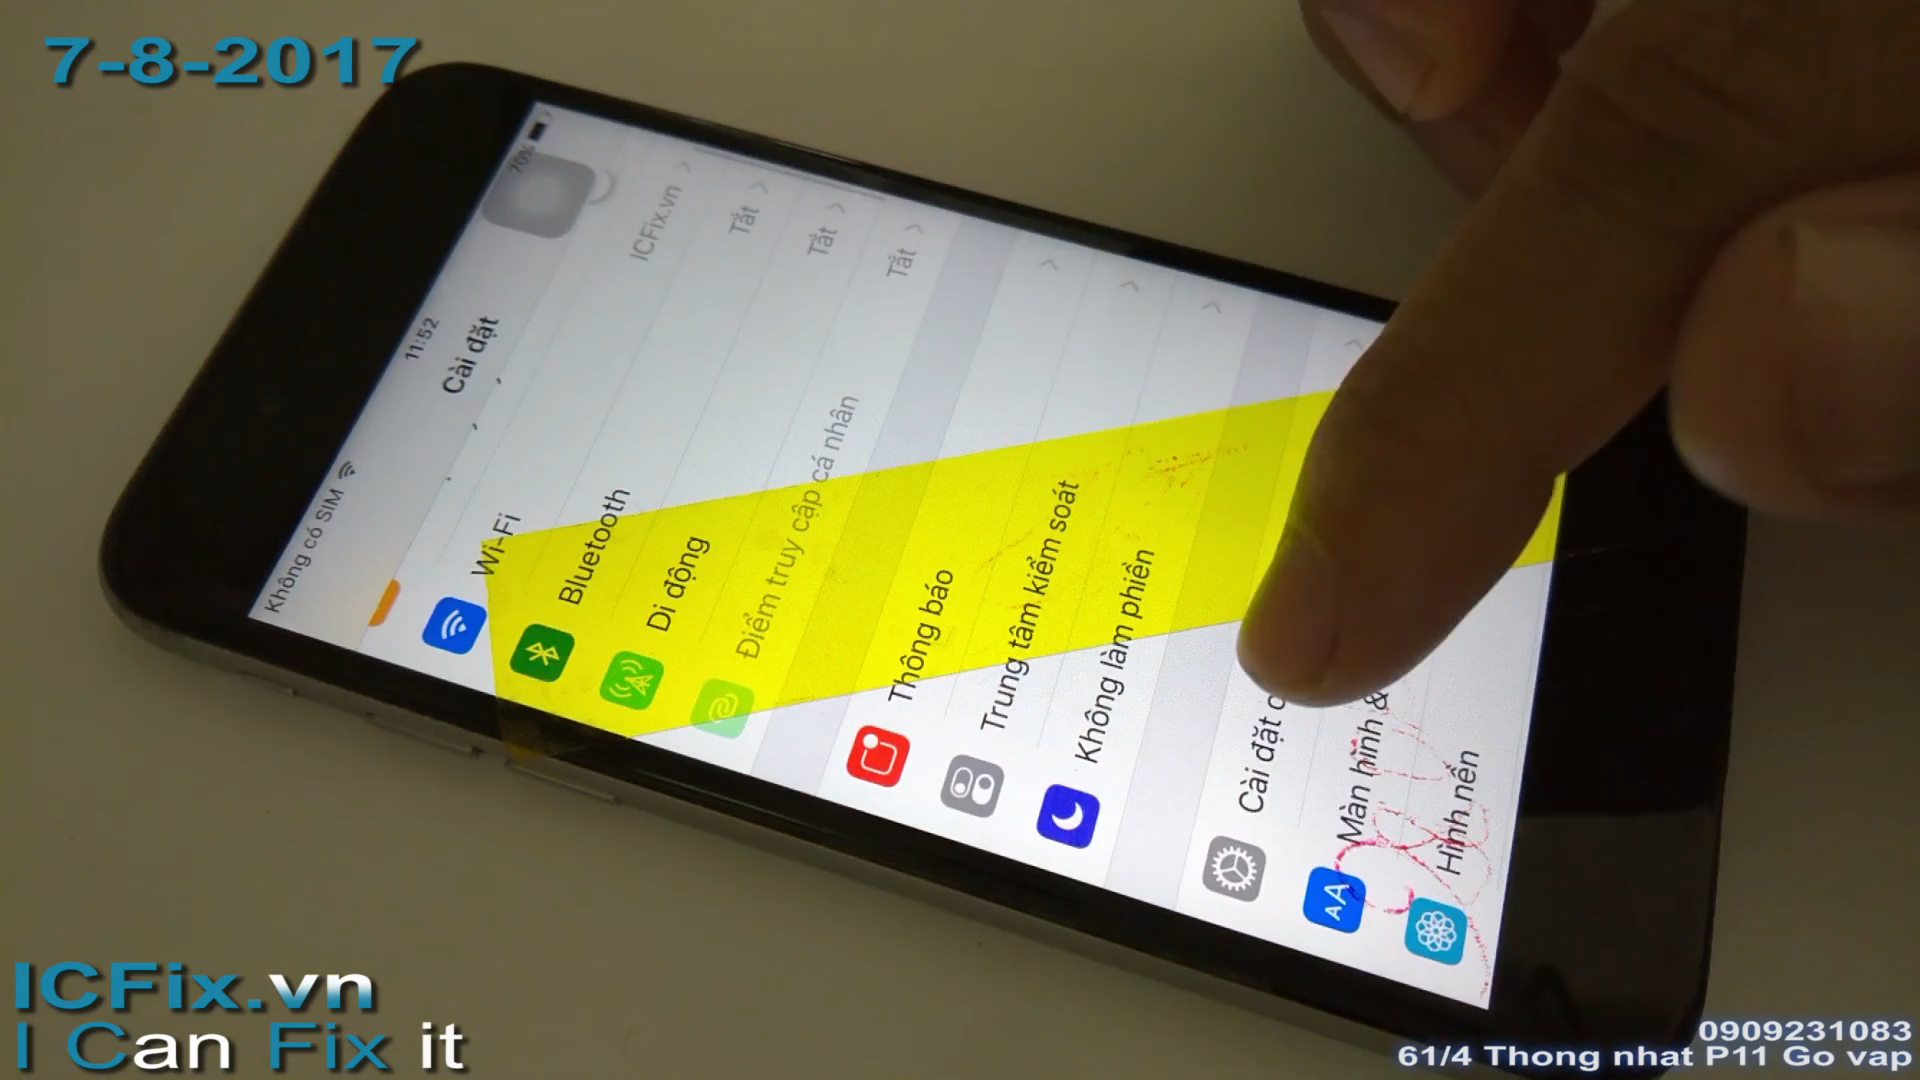 7-8-2017
Không có SIM
11:52
70%
Cài đặt
Wi-Fi
ICFix.vn
Bluetooth
Tắt
Di động
Tắt
Điểm truy cập cá nhân
Tắt
Thông báo
Trung tâm kiểm soát
Không làm phiền
Cài đặt c
AA
Màn hình &
Hình nền
ICFix.vn
I Can Fix it
0909231083
61/4 Thong nhat P11 Go vap